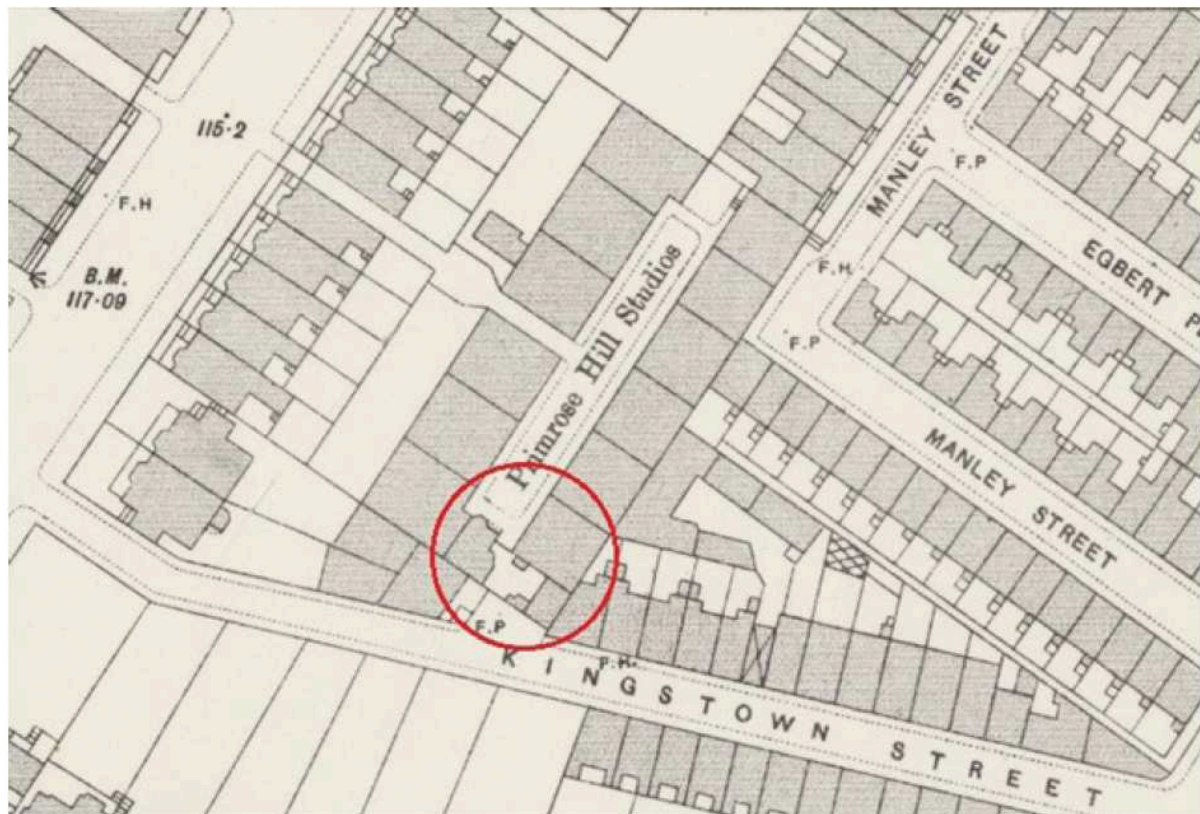 115·2
F.H
B.M.
117·09
Primrose Hill Studios
MANLEY STREET
F.P
EGBERT
F.H
F.P
MANLEY STREET
F.P
P.H.
KINGSTOWN STREET